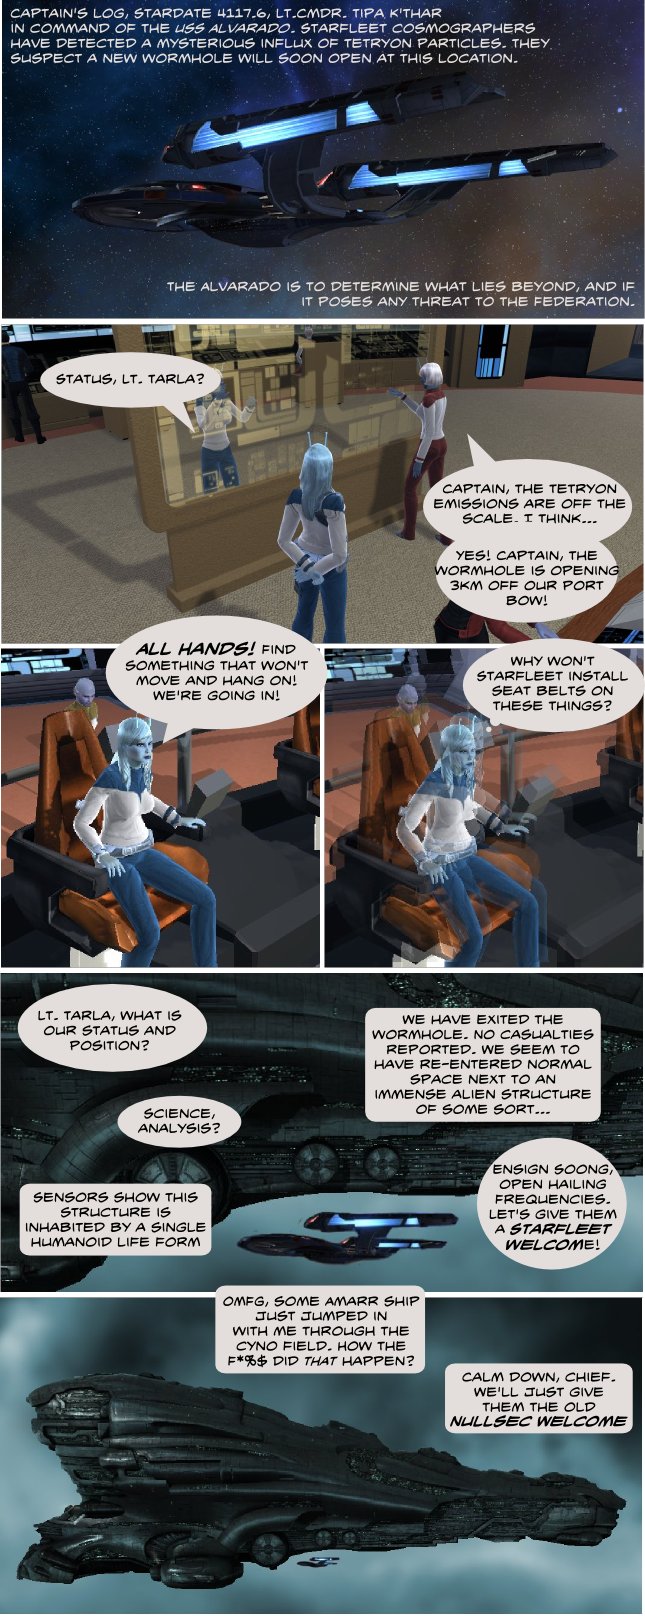 CAPTAIN'S LOG, STARDATE 4117.6, LT.CMDR. TIPA K'THAR
IN COMMAND OF THE USS ALVARADO. STARFLEET COSMOGRAPHERS
HAVE DETECTED A MYSTERIOUS INFLUX OF TETRYON PARTICLES. THEY
SUSPECT A NEW WORMHOLE WILL SOON OPEN AT THIS LOCATION.
THE ALVARADO IS TO DETERMINE WHAT LIES BEYOND, AND IF
IT POSES ANY THREAT TO THE FEDERATION.
STATUS, LT. TARLA?
CAPTAIN, THE TETRYON
EMISSIONS ARE OFF THE
SCALE. I THINK...
YES! CAPTAIN, THE
WORMHOLE IS OPENING
3KM OFF OUR PORT
BOW!
ALL HANDS! FIND
SOMETHING THAT WON'T
MOVE AND HANG ON!
WE'RE GOING IN!
WHY WON'T
STARFLEET INSTALL
SEAT BELTS ON
THESE THINGS?
LT. TARLA, WHAT IS
OUR STATUS AND
POSITION?
WE HAVE EXITED THE
WORMHOLE. NO CASUALTIES
REPORTED. WE SEEM TO
HAVE RE-ENTERED NORMAL
SPACE NEXT TO AN
IMMENSE ALIEN STRUCTURE
OF SOME SORT...
SCIENCE,
ANALYSIS?
SENSORS SHOW THIS
STRUCTURE IS
INHABITED BY A SINGLE
HUMANOID LIFE FORM
ENSIGN SOONG,
OPEN HAILING
FREQUENCIES.
LET'S GIVE THEM
A STARFLEET
WELCOME!
OMFG, SOME AMARR SHIP
JUST JUMPED IN
WITH ME THROUGH THE
CYNO FIELD. HOW THE
F*%$ DID THAT HAPPEN?
CALM DOWN, CHIEF.
WE'LL JUST GIVE
THEM THE OLD
NULLSEC WELCOME